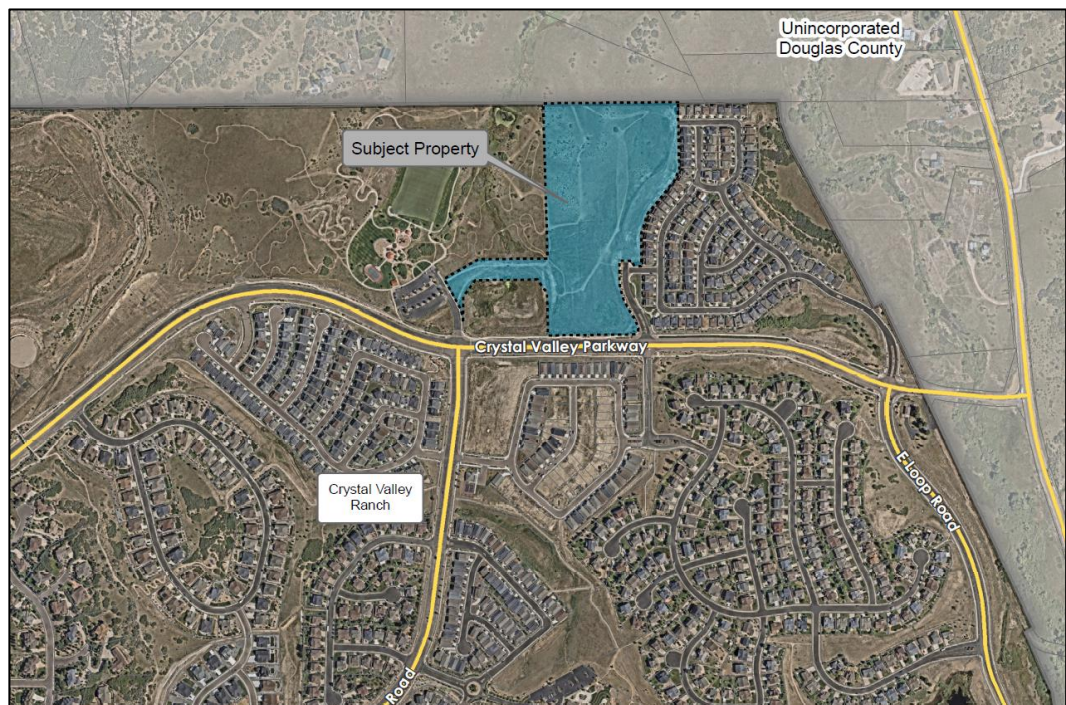 Unincorporated
Douglas County
Subject Property
Crystal Valley Parkway
Crystal Valley
Ranch
E Loop Road
Road